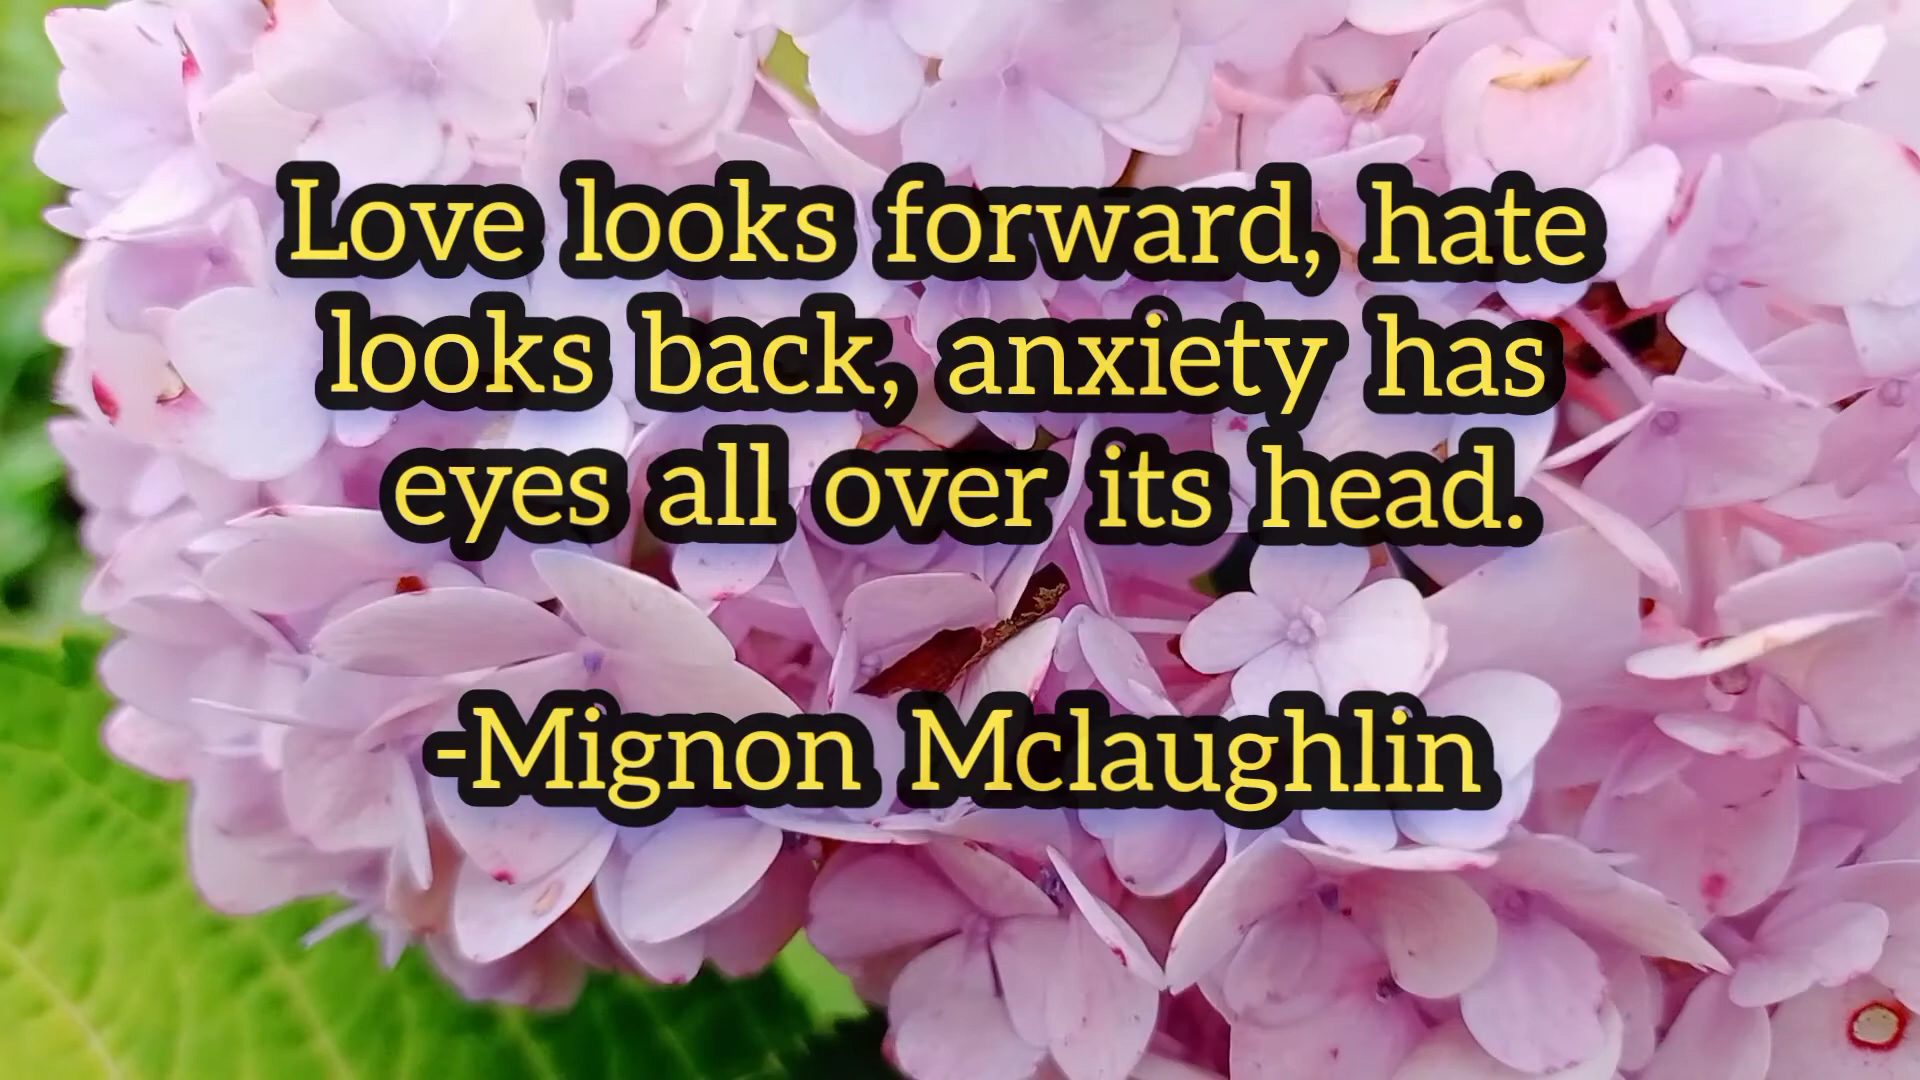 Love looks forward, hate
looks back, anxiety has
eyes all over its head.
-Mignon Mclaughlin